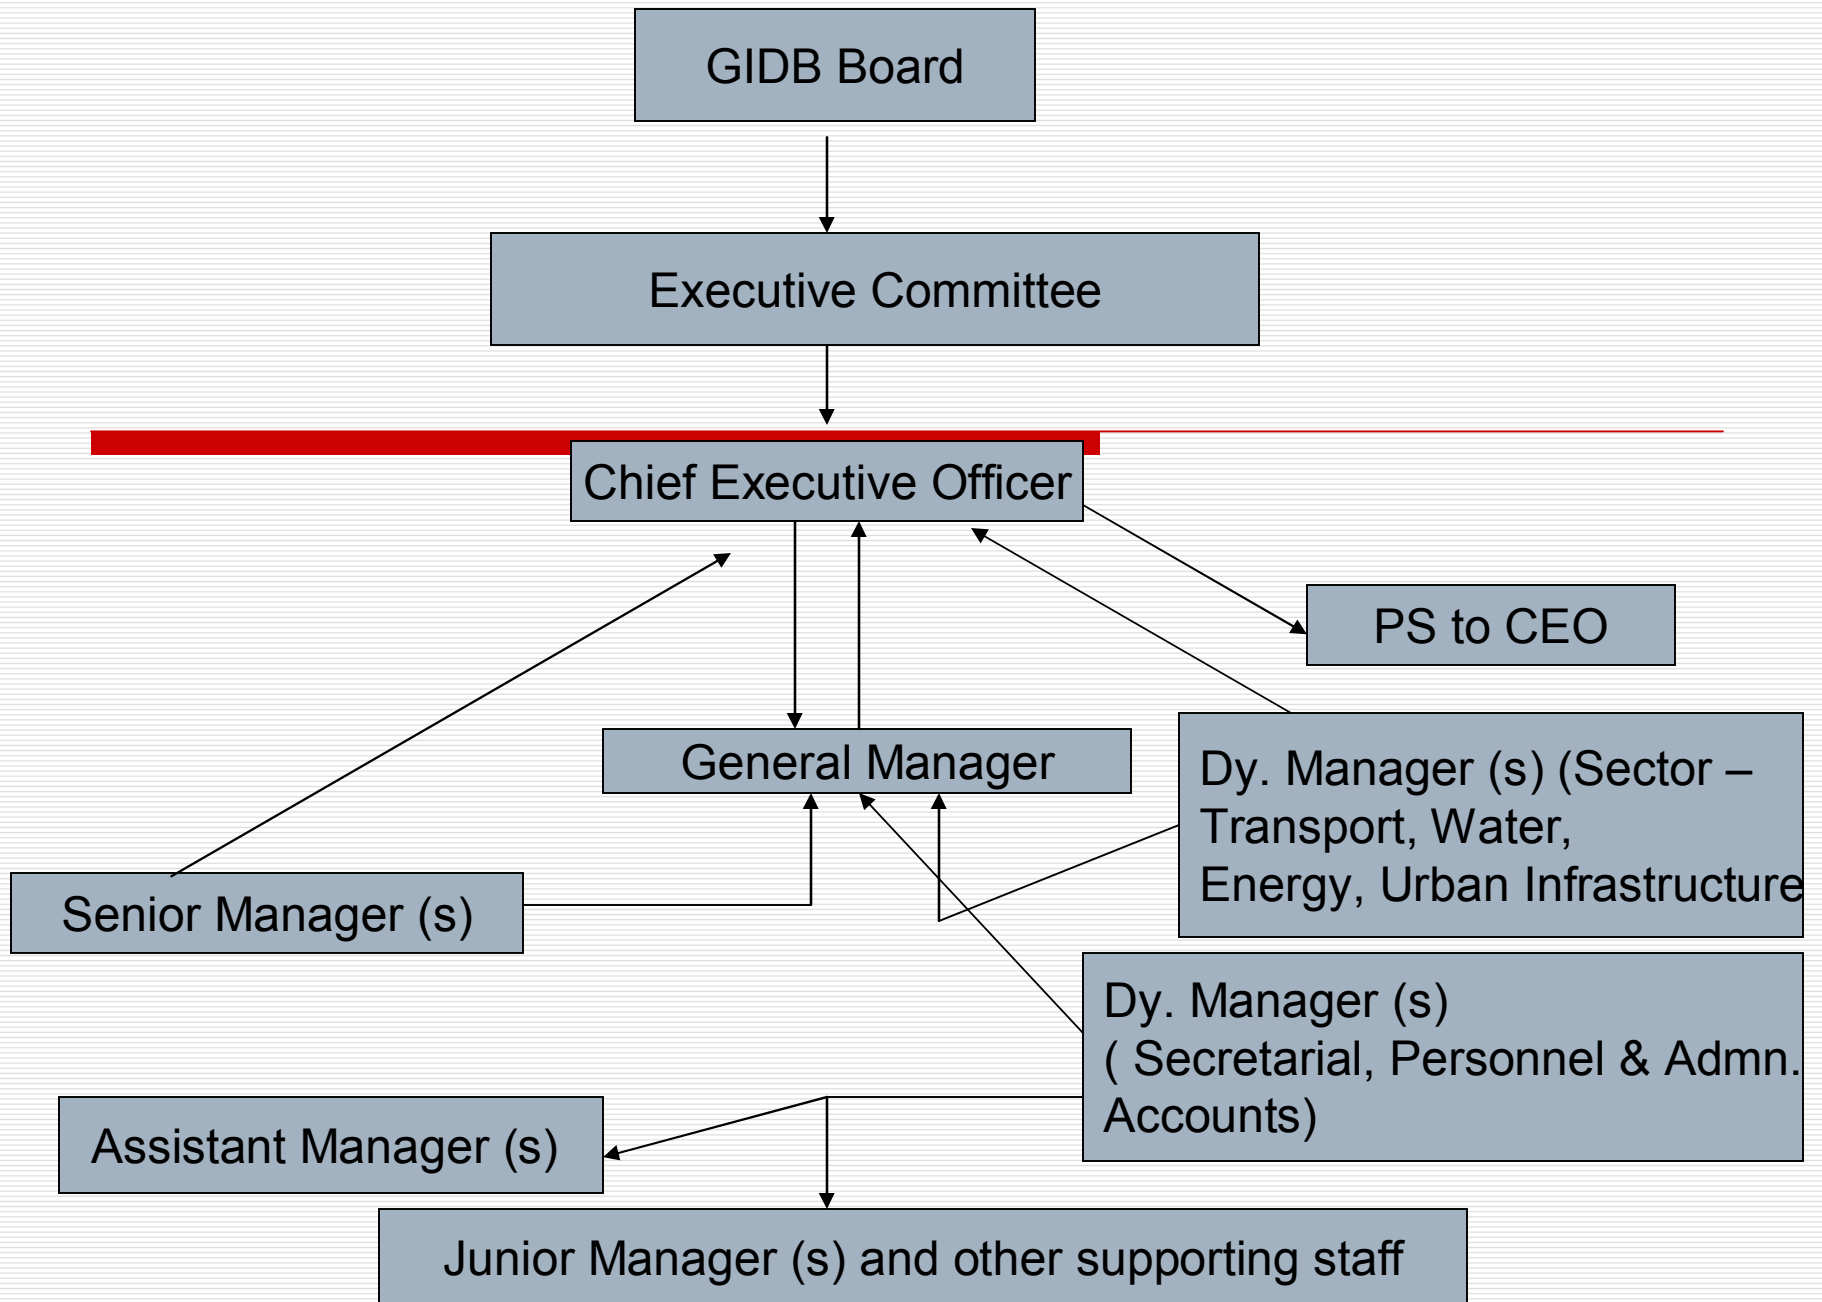 GIDB Board
Executive Committee
Chief Executive Officer
PS to CEO
General Manager
Dy. Manager (s) (Sector –
Transport, Water,
Energy, Urban Infrastructure
Senior Manager (s)
Dy. Manager (s)
( Secretarial, Personnel & Admn.
Accounts)
Assistant Manager (s)
Junior Manager (s) and other supporting staff